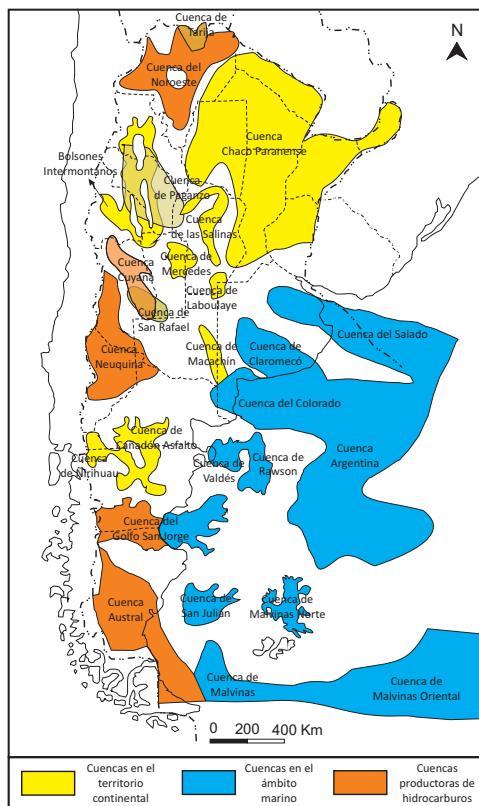 Cuenca de
Tarija
N
Cuenca del
Noroeste
Cuenca
Chaco Paranense
Bolsones
Intermontanos
Cuenca
de Paganzo
Cuenca
de las Salinas
Cuenca de
Mercedes
Cuenca
Cuyana
Cuenca de
Laboulaye
Cuenca de
San Rafael
Cuenca del Salado
Cuenca
Neuquina
Cuenca de
Macachín
Cuenca de
Claromecó
Cuenca del Colorado
Cuenca de
Cañadón Asfalto
Cuenca
Argentina
Cuenca
de Ñirihuau
Cuenca de
Valdés
Cuenca de
Rawson
Cuenca del
Golfo San Jorge
Cuenca
Austral
Cuenca de
San Julián
Cuenca de
Malvinas Norte
Cuenca de
Malvinas
Cuenca de
Malvinas Oriental
0 200 400 Km
Cuencas en el
territorio
continental
Cuencas en el
ámbito
marino
Cuencas
productoras de
hidrocarburos